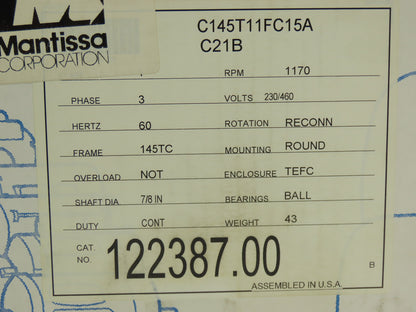 Mantissa
CORPORATION
C145T11FC15A
C21B
RPM 1170
PHASE 3 VOLTS 230/460
HERTZ 60 ROTATION RECONN
FRAME 145TC MOUNTING ROUND
OVERLOAD NOT ENCLOSURE TEFC
SHAFT DIA 7/8 IN BEARINGS BALL
DUTY CONT WEIGHT 43
CAT. NO. 122387.00
B
ASSEMBLED IN U.S.A.